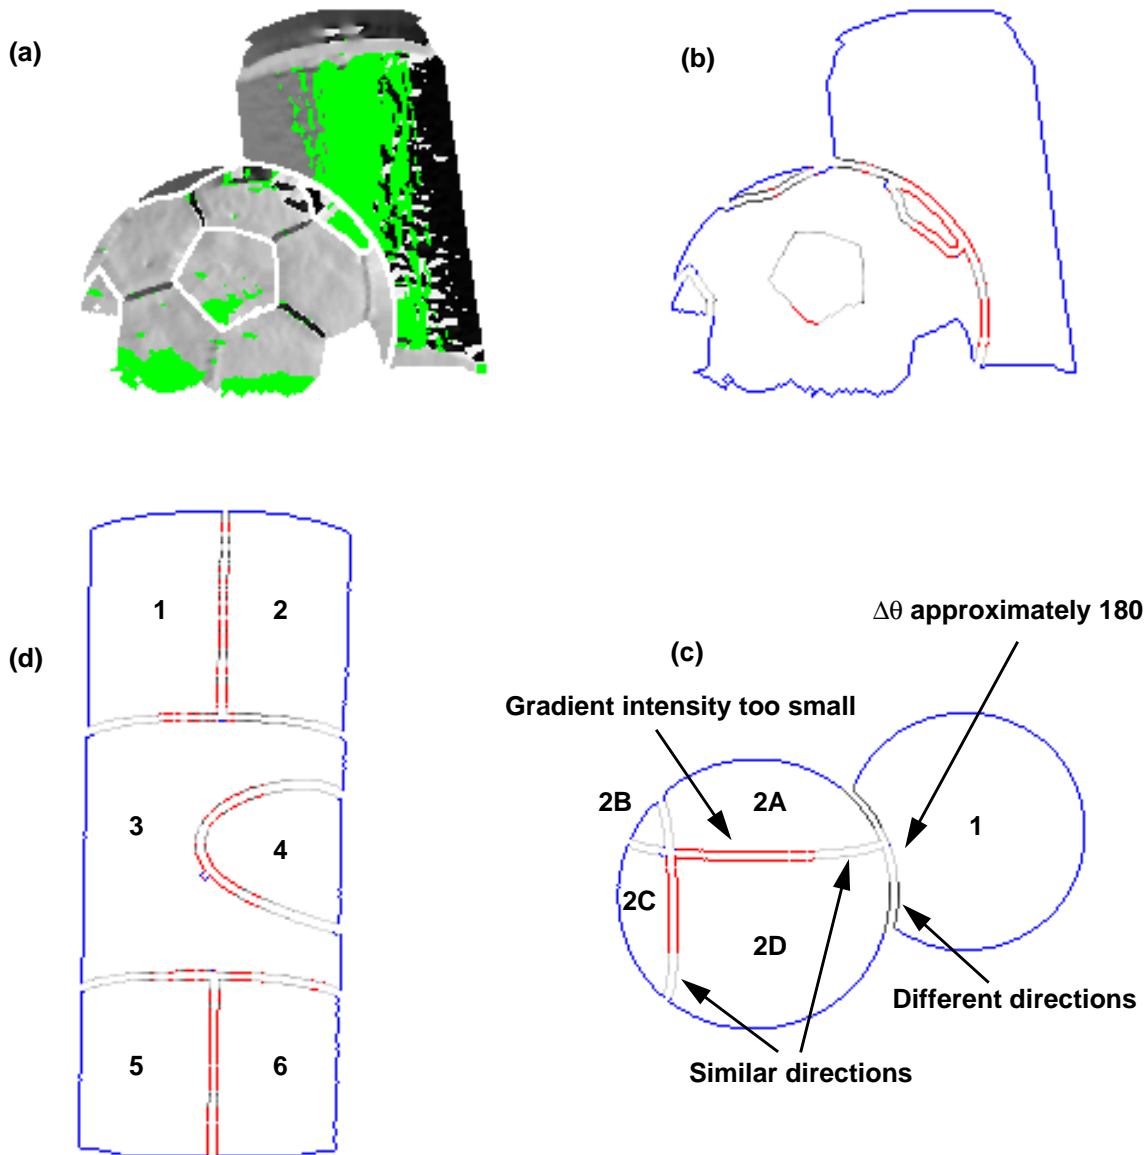 (a)
(b)
1
2
Δθ approximately 180
(d)
(c)
Gradient intensity too small
2B
2A
3
4
1
2C
2D
Different directions
5
6
Similar directions